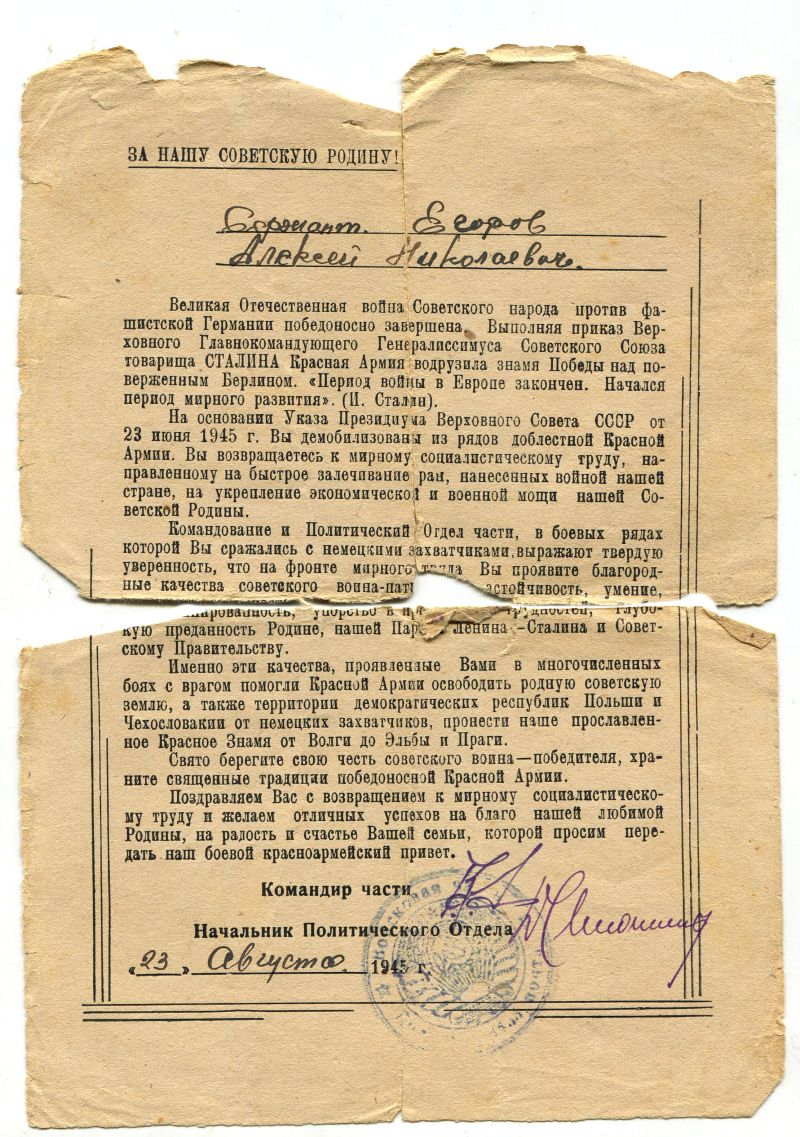 ЗА НАШУ СОВЕТСКУЮ РОДИНУ!
Сержант Егоров
Алексей Николаевич.
Великая Отечественная война Советского народа против фа-
шистской Германии победоносно завершена. Выполняя приказ Вер-
ховного Главнокомандующего Генералиссимуса Советского Союза
товарища СТАЛИНА Красная Армия водрузила знамя Победы над по-
верженным Берлином. «Период войны в Европе закончен. Начался
период мирного развития». (И. Сталин).
На основании Указа Президиума Верховного Совета СССР от
23 июня 1945 г. Вы демобилизованы из рядов доблестной Красной
Армии. Вы возвращаетесь к мирному социалистическому труду, на-
правленному на быстрое залечивание ран, нанесенных войной нашей
стране, на укрепление экономической и военной мощи нашей Со-
ветской Родины.
Командование и Политический Отдел части, в боевых рядах
которой Вы сражались с немецкими захватчиками, выражают твердую
уверенность, что на фронте мирного труда Вы проявите благород-
ные качества советского воина-пат астойчивость, умение,
упорство в пр трудностей, глубо-
кую преданность Родине, нашей Пар Ленина-Сталина и Совет-
скому Правительству.
Именно эти качества, проявленные Вами в многочисленных
боях с врагом помогли Красной Армии освободить родную советскую
землю, а также территории демократических республик Польши и
Чехословакии от немецких захватчиков, пронести наше прославлен-
ное Красное Знамя от Волги до Эльбы и Праги.
Свято берегите свою честь советского воина—победителя, хра-
ните священные традиции победоносной Красной Армии.
Поздравляем Вас с возвращением к мирному социалистическо-
му труду и желаем отличных успехов на благо нашей любимой
Родины, на радость и счастье Вашей семьи, которой просим пере-
дать наш боевой красноармейский привет.
Командир части
Начальник Политического Отдела
«23» Августа 1945 г.
Войсковая